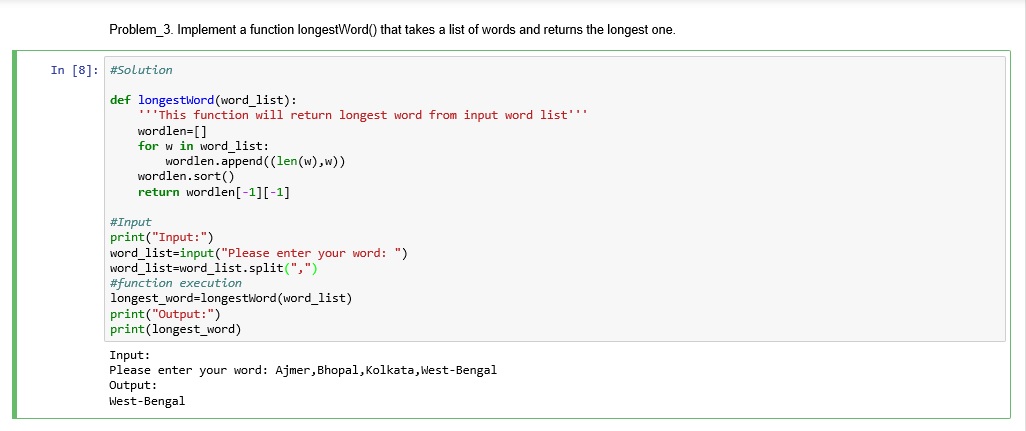 Problem_3. Implement a function longestWord() that takes a list of words and returns the longest one.
In [8]: #Solution
def longestWord(word_list):
'''This function will return longest word from input word list'''
wordlen=[]
for w in word_list:
wordlen.append((len(w),w))
wordlen.sort()
return wordlen[-1][-1]
#Input
print("Input:")
word_list=input("Please enter your word: ")
word_list=word_list.split(",")
#function execution
longest_word=longestWord(word_list)
print("Output:")
print(longest_word)
Input:
Please enter your word: Ajmer,Bhopal,Kolkata,West-Bengal
Output:
West-Bengal